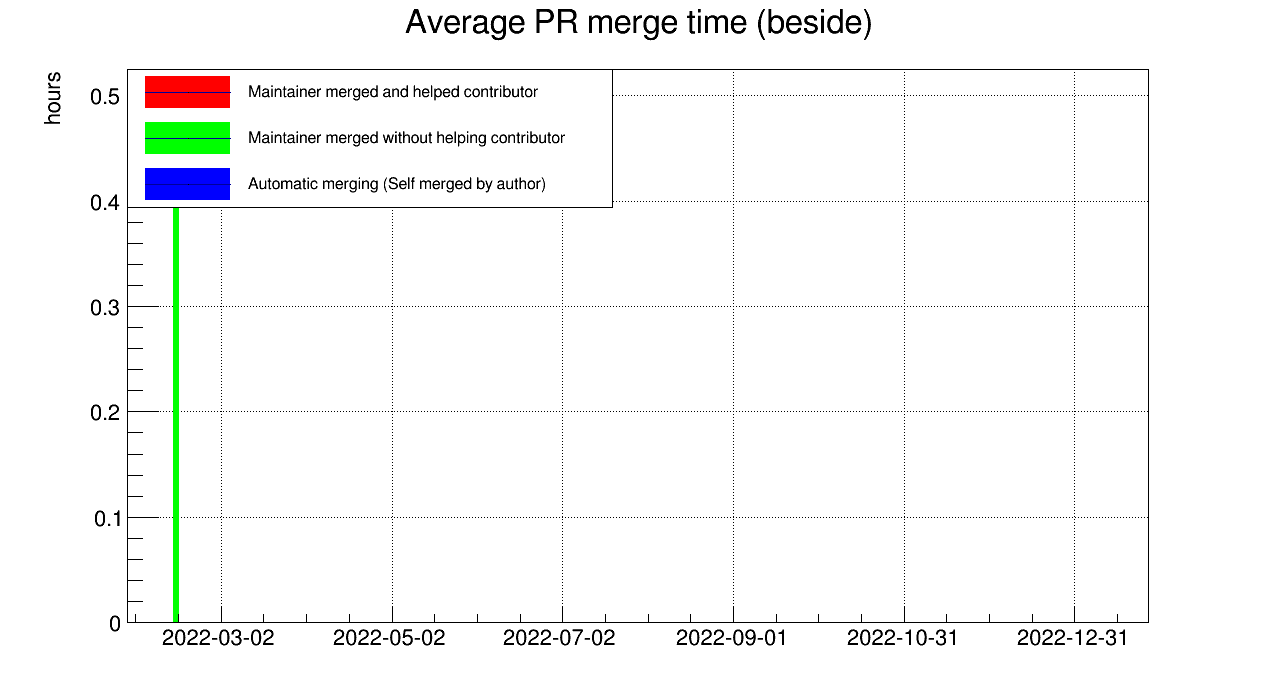 Average PR merge time (beside)
hours
Maintainer merged and helped contributor
Maintainer merged without helping contributor
Automatic merging (Self merged by author)
0.5
0.4
0.3
0.2
0.1
0
2022-03-02 2022-05-02 2022-07-02 2022-09-01 2022-10-31 2022-12-31